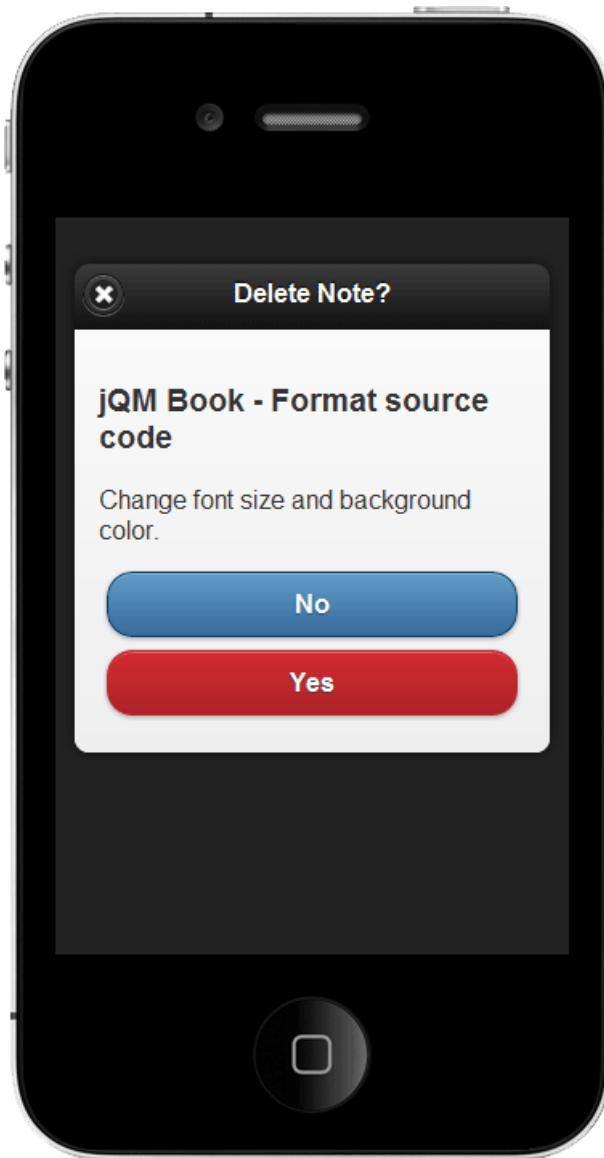 Delete Note?
jQM Book - Format source
code
Change font size and background
color.
No
Yes